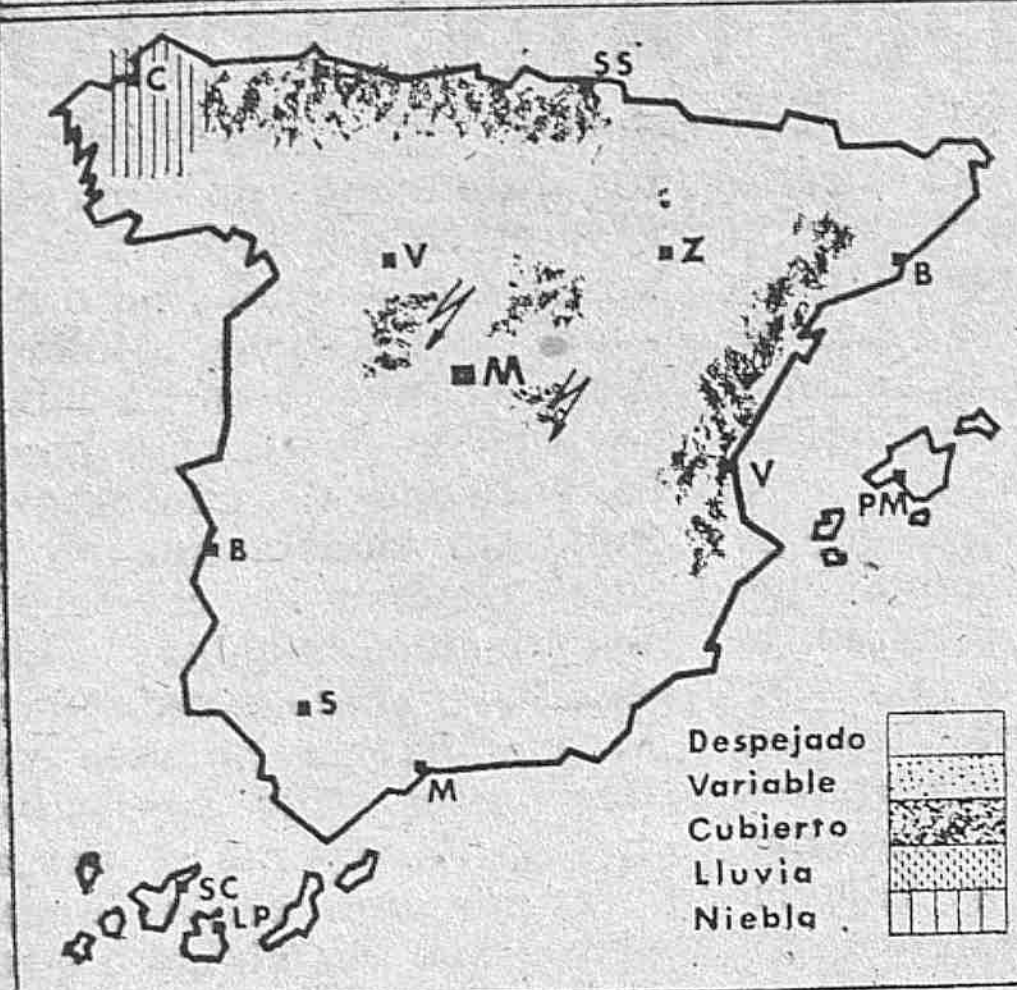 SS
C
V
Z
B
M
V
PM
B
S
M
SC
LP
Despejado
Variable
Cubierto
Lluvia
Niebla